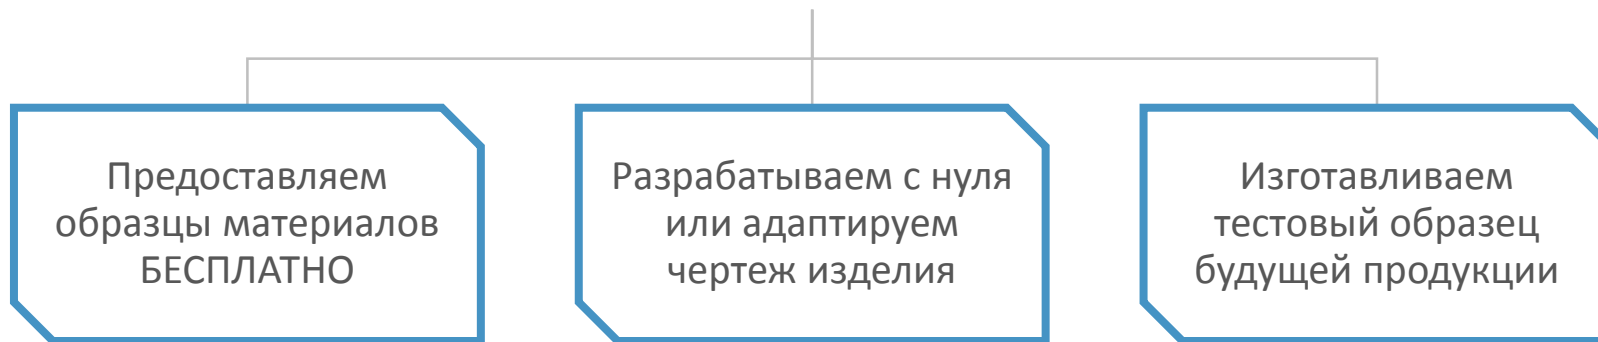 Предоставляем
образцы материалов
БЕСПЛАТНО
Разрабатываем с нуля
или адаптируем
чертеж изделия
Изготавливаем
тестовый образец
будущей продукции